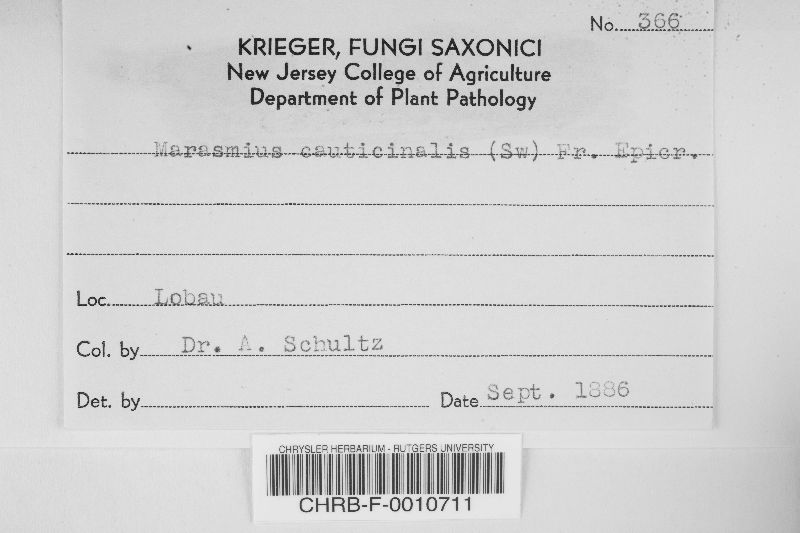 No. 366
KRIEGER, FUNGI SAXONICI
New Jersey College of Agriculture
Department of Plant Pathology
Marasmius cauticinalis (Sw) Fr. Epicr.
Loc. Lobau
Col. by Dr. A. Schultz
Det. by
Date Sept. 1886
CHRYSLER HERBARIUM - RUTGERS UNIVERSITY
CHRB-F-0010711